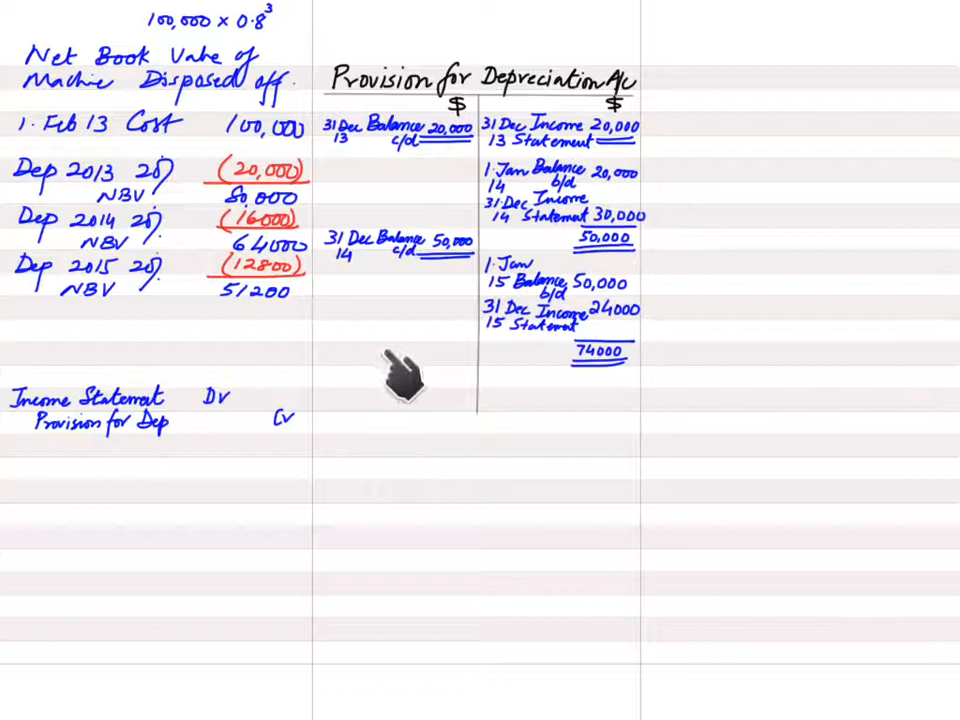 100,000 x 0.8³
Net Book Value of
Machine Disposed off.
1. Feb 13 Cost 100,000
Dep 2013 20% (20,000)
NBV 80,000
Dep 2014 20% (16000)
NBV 64000
Dep 2015 20% (12800)
NBV 51200
Income Statement Dr
Provision for Dep Cr
Provision for Depreciation A/c
$ $
31 Dec Balance 20,000
13 c/d
31 Dec Balance 50,000
14 c/d
31 Dec Income 20,000
13 Statement
1. Jan Balance 20,000
14 b/d
31 Dec Income
14 Statement 30,000
50,000
1. Jan
15 Balance 50,000
b/d
31 Dec Income 24000
15 Statement
74000